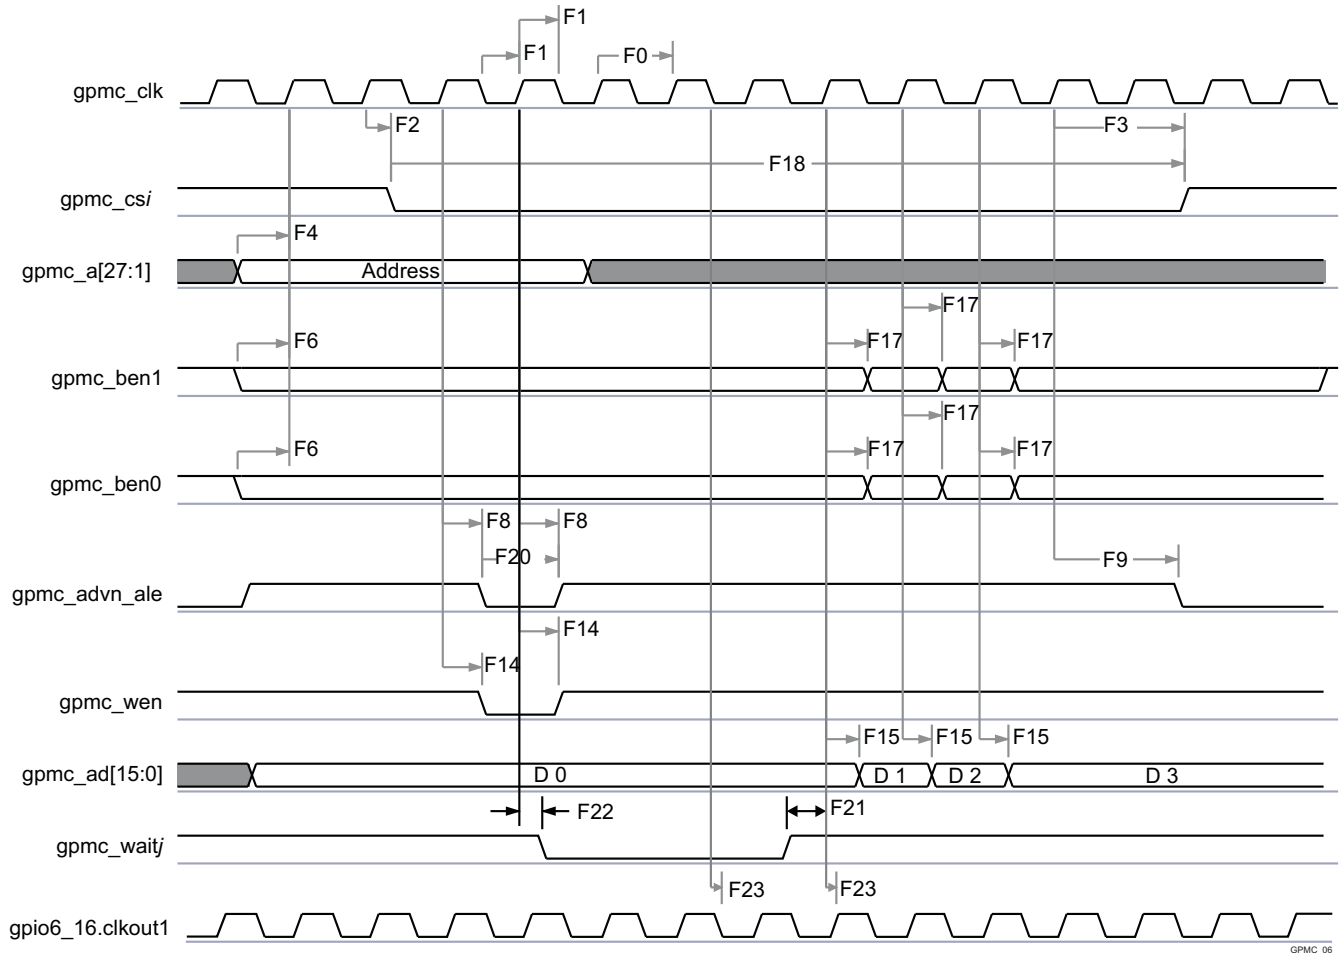 F1
F1
F0
gpmc_clk
F2
F3
F18
gpmc_csi
F4
gpmc_a[27:1]
Address
F17
F6
F17
F17
gpmc_ben1
F17
F6
F17
F17
gpmc_ben0
F8
F8
F20
F9
gpmc_advn_ale
F14
F14
gpmc_wen
F15
F15
F15
gpmc_ad[15:0]
D 0
D 1
D 2
D 3
F22
F21
gpmc_waitj
F23
F23
gpio6_16.clkout1
GPMC_06